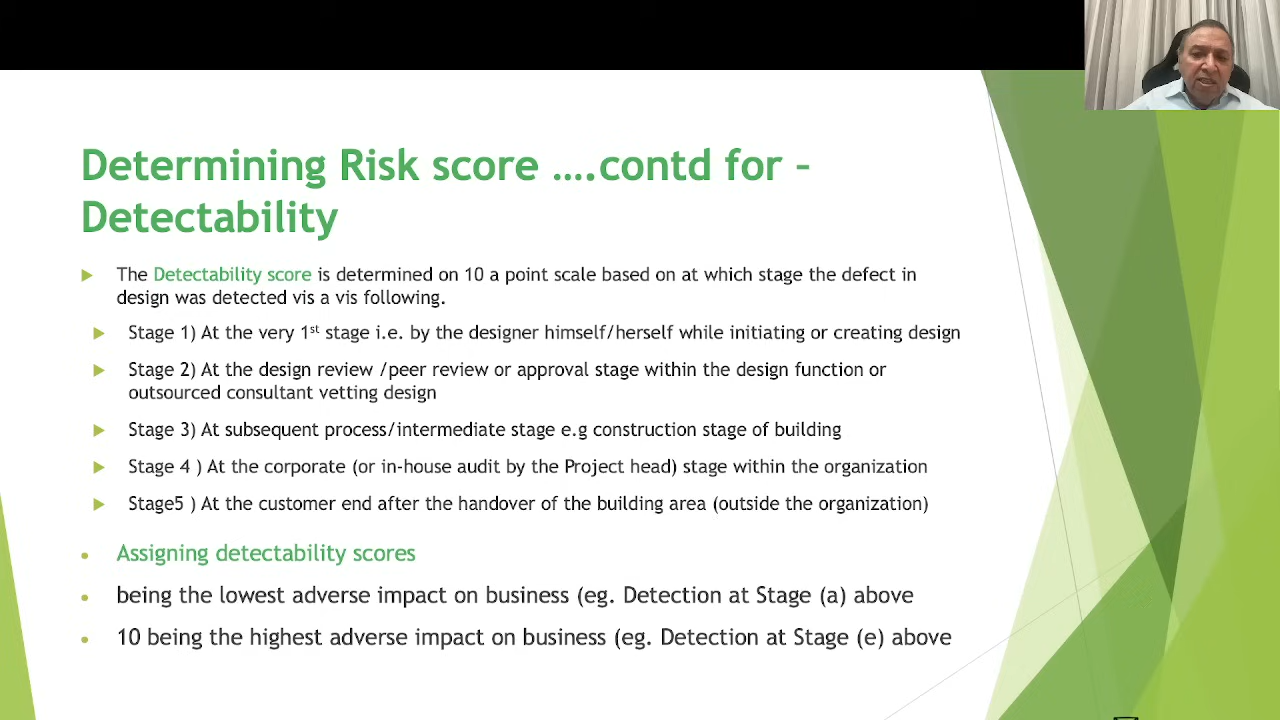 Determining Risk score ….contd for –
Detectability
The Detectability score is determined on 10 a point scale based on at which stage the defect in
design was detected vis a vis following.
Stage 1) At the very 1st stage i.e. by the designer himself/herself while initiating or creating design
Stage 2) At the design review /peer review or approval stage within the design function or
outsourced consultant vetting design
Stage 3) At subsequent process/intermediate stage e.g construction stage of building
Stage 4 ) At the corporate (or in-house audit by the Project head) stage within the organization
Stage5 ) At the customer end after the handover of the building area (outside the organization)
Assigning detectability scores
being the lowest adverse impact on business (eg. Detection at Stage (a) above
10 being the highest adverse impact on business (eg. Detection at Stage (e) above